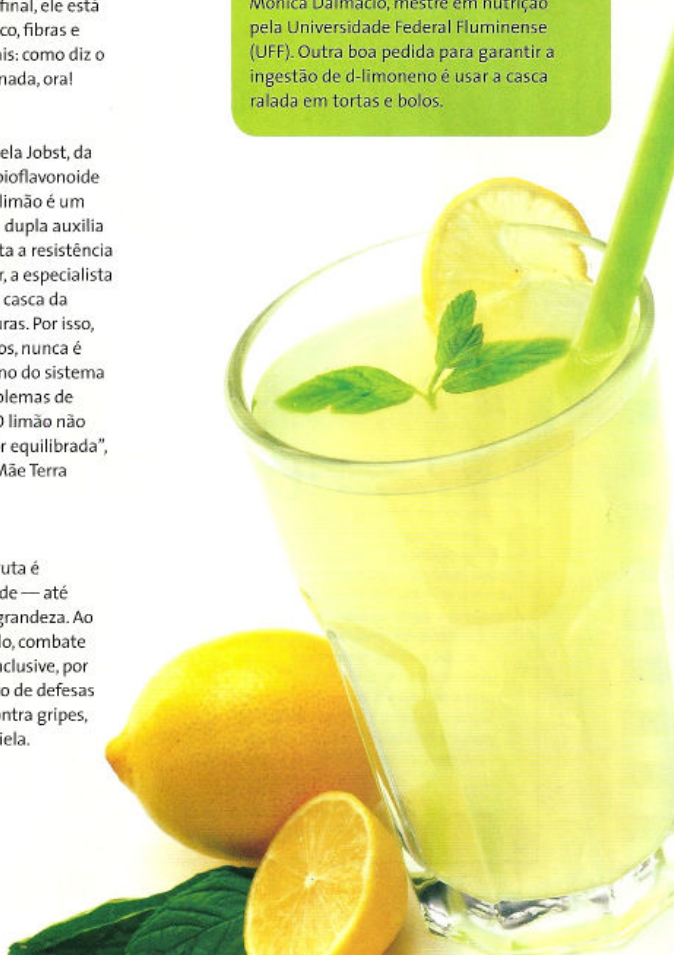 final, ele está
co, fibras e
is: como diz o
nada, ora!
ela Jobst, da
bioflavonoide
limão é um
dupla auxilia
ta a resistência
r, a especialista
casca da
ras. Por isso,
os, nunca é
no do sistema
blemas de
O limão não
r equilibrada”,
Mãe Terra
uta é
de — até
grandeza. Ao
lo, combate
nclusive, por
o de defesas
ontra gripes,
iela.
Mônica Dalmácio, mestre em nutrição
pela Universidade Federal Fluminense
(UFF). Outra boa pedida para garantir a
ingestão de d-limoneno é usar a casca
ralada em tortas e bolos.